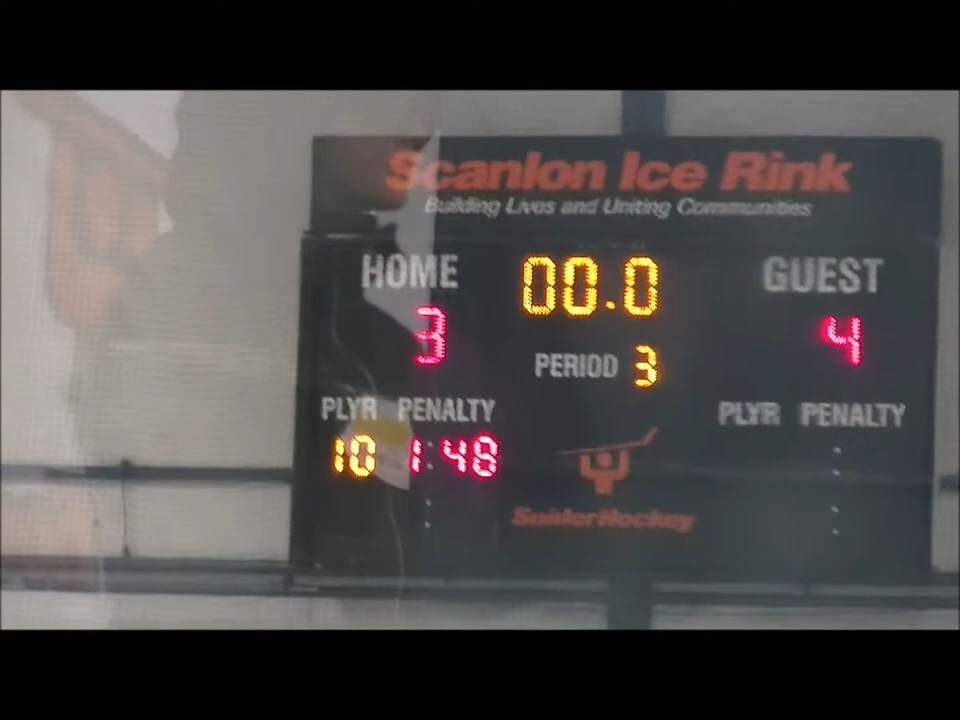 Scanlon Ice Rink
Building Lives and Uniting Communities
HOME 00.0 GUEST
3 4
PERIOD 3
PLYR PENALTY PLYR PENALTY
10 1:48
SniderHockey